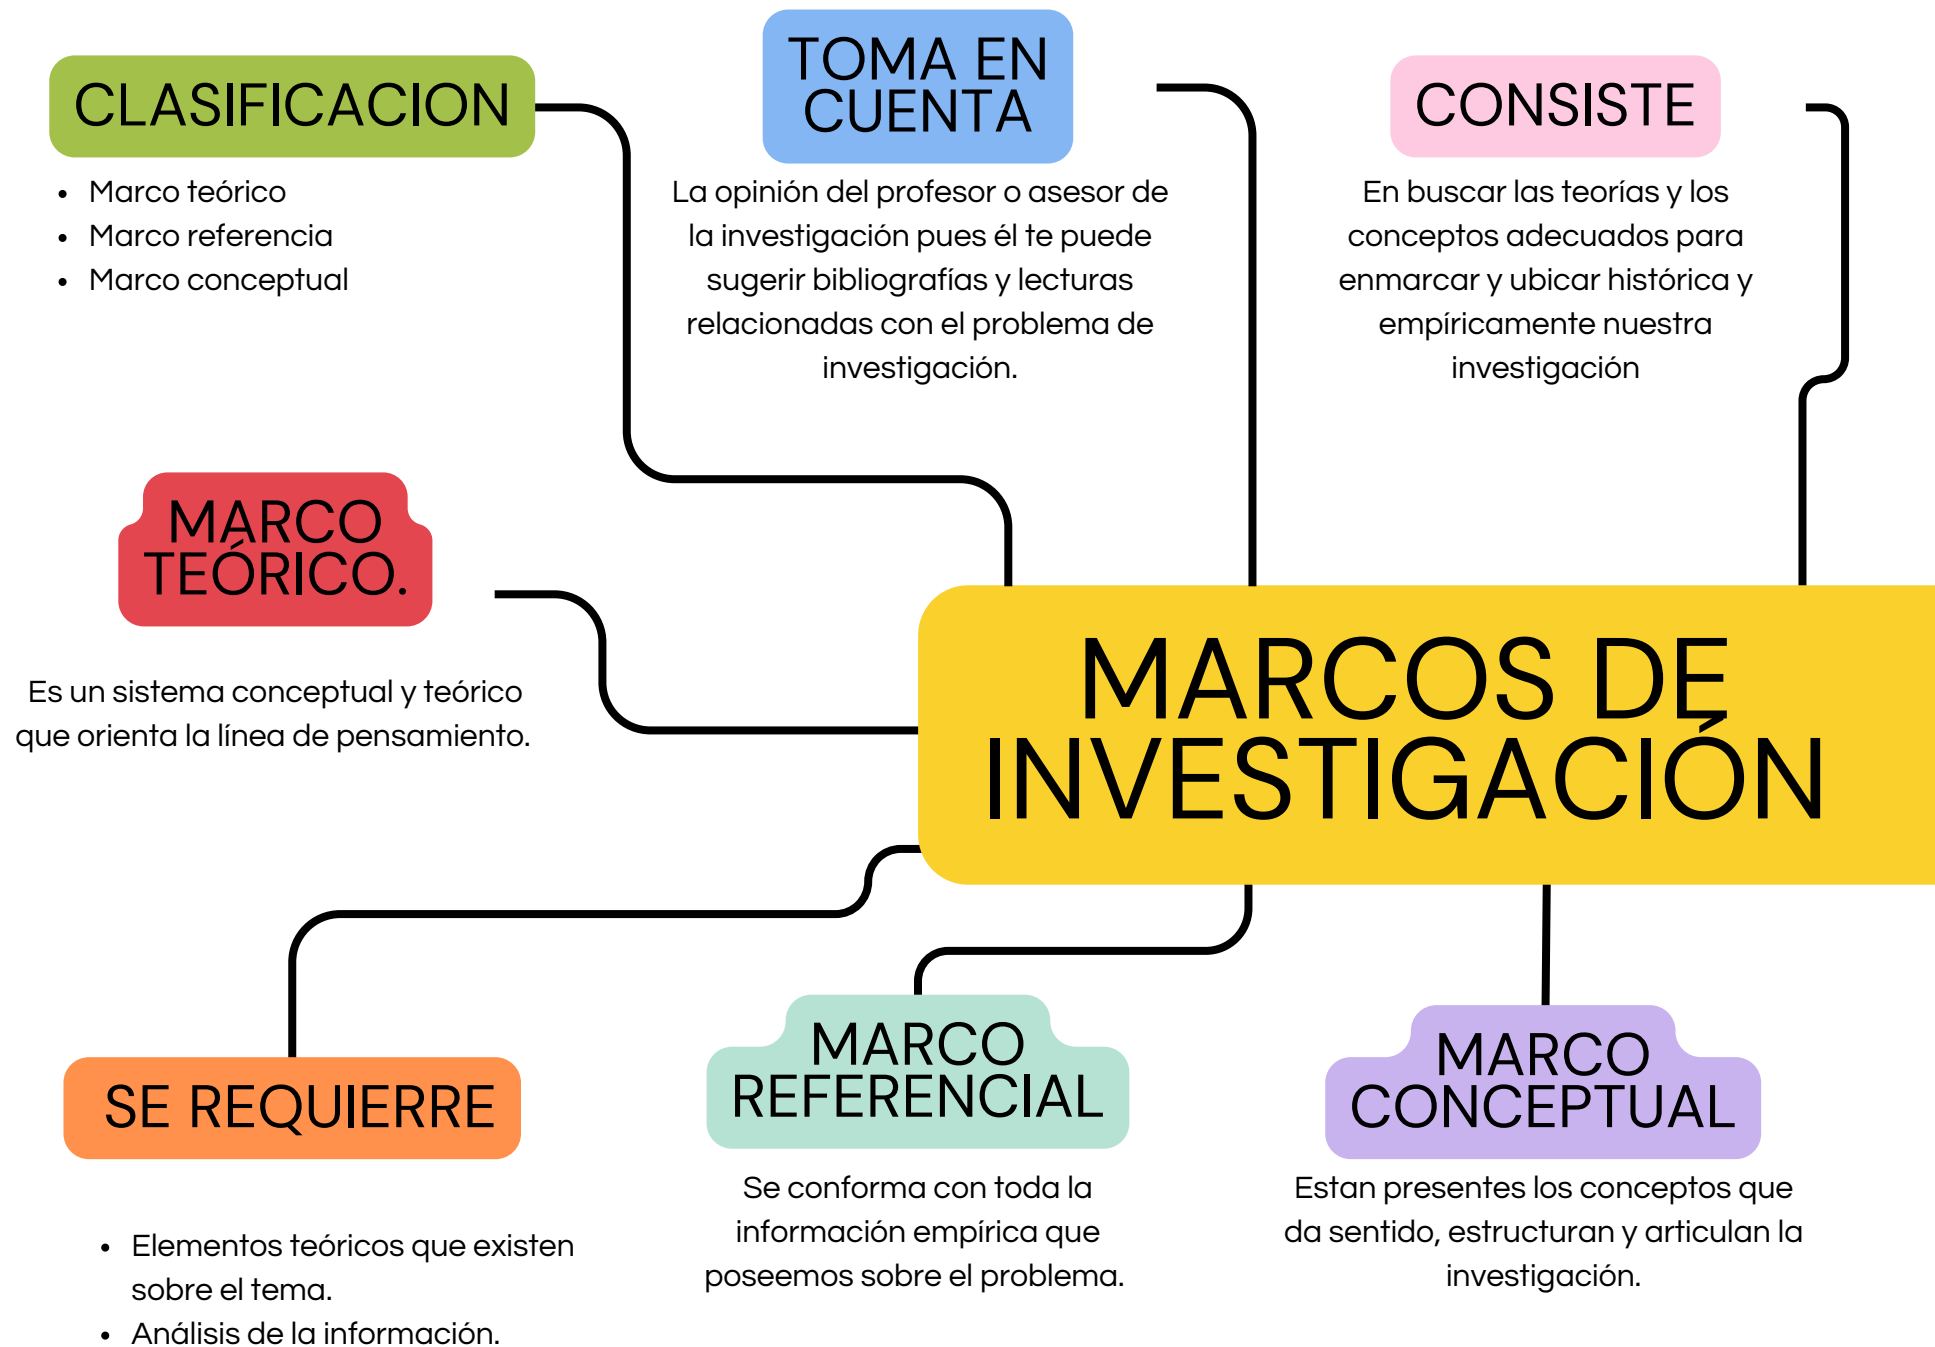 CLASIFICACION
• Marco teórico
• Marco referencia
• Marco conceptual
TOMA EN
CUENTA
La opinión del profesor o asesor de
la investigación pues él te puede
sugerir bibliografías y lecturas
relacionadas con el problema de
investigación.
CONSISTE
En buscar las teorías y los
conceptos adecuados para
enmarcar y ubicar histórica y
empíricamente nuestra
investigación
MARCO
TEÓRICO.
Es un sistema conceptual y teórico
que orienta la línea de pensamiento.
MARCOS DE
INVESTIGACIÓN
SE REQUIERRE
• Elementos teóricos que existen
sobre el tema.
• Análisis de la información.
MARCO
REFERENCIAL
Se conforma con toda la
información empírica que
poseemos sobre el problema.
MARCO
CONCEPTUAL
Estan presentes los conceptos que
da sentido, estructuran y articulan la
investigación.